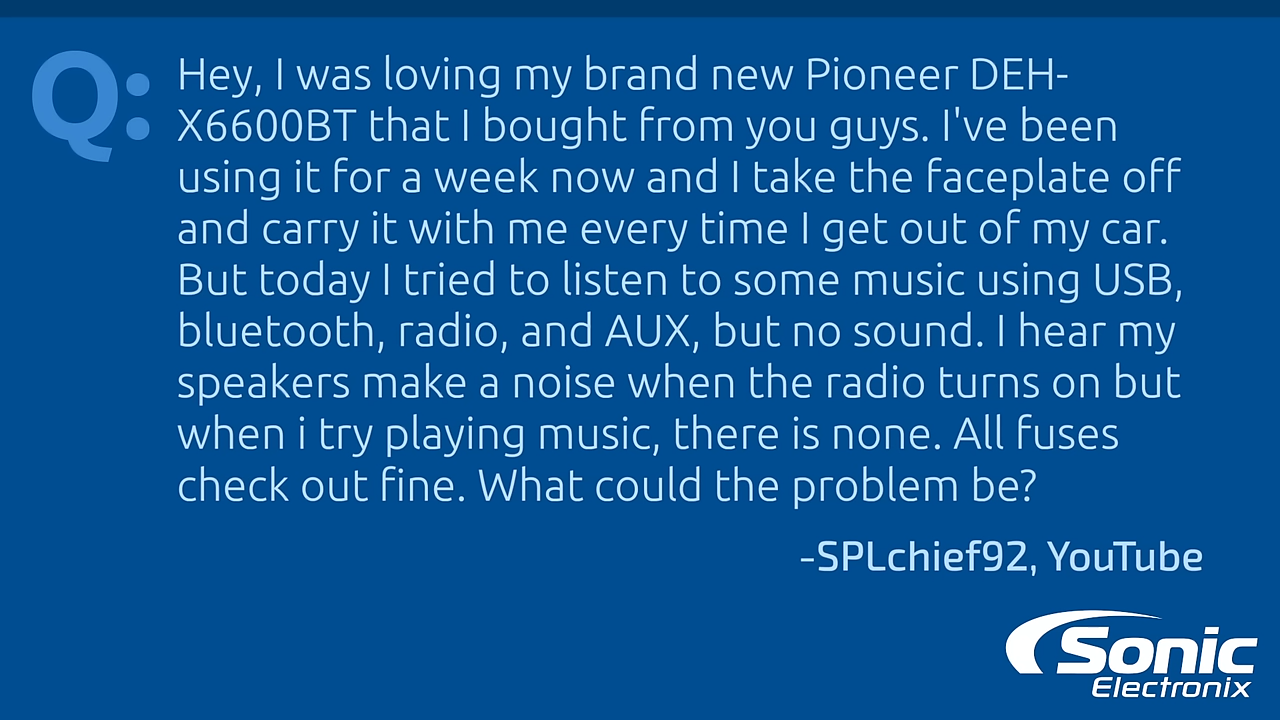 Q:
Hey, I was loving my brand new Pioneer DEH-
X6600BT that I bought from you guys. I've been
using it for a week now and I take the faceplate off
and carry it with me every time I get out of my car.
But today I tried to listen to some music using USB,
bluetooth, radio, and AUX, but no sound. I hear my
speakers make a noise when the radio turns on but
when i try playing music, there is none. All fuses
check out fine. What could the problem be?
-SPLchief92, YouTube
Sonic
Electronix